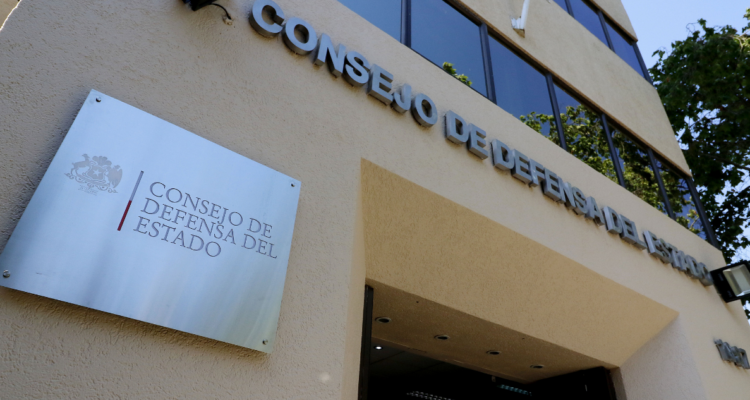 CONSEJO DE DEFENSA DEL ESTADO
CONSEJO DE
DEFENSA DEL
ESTADO